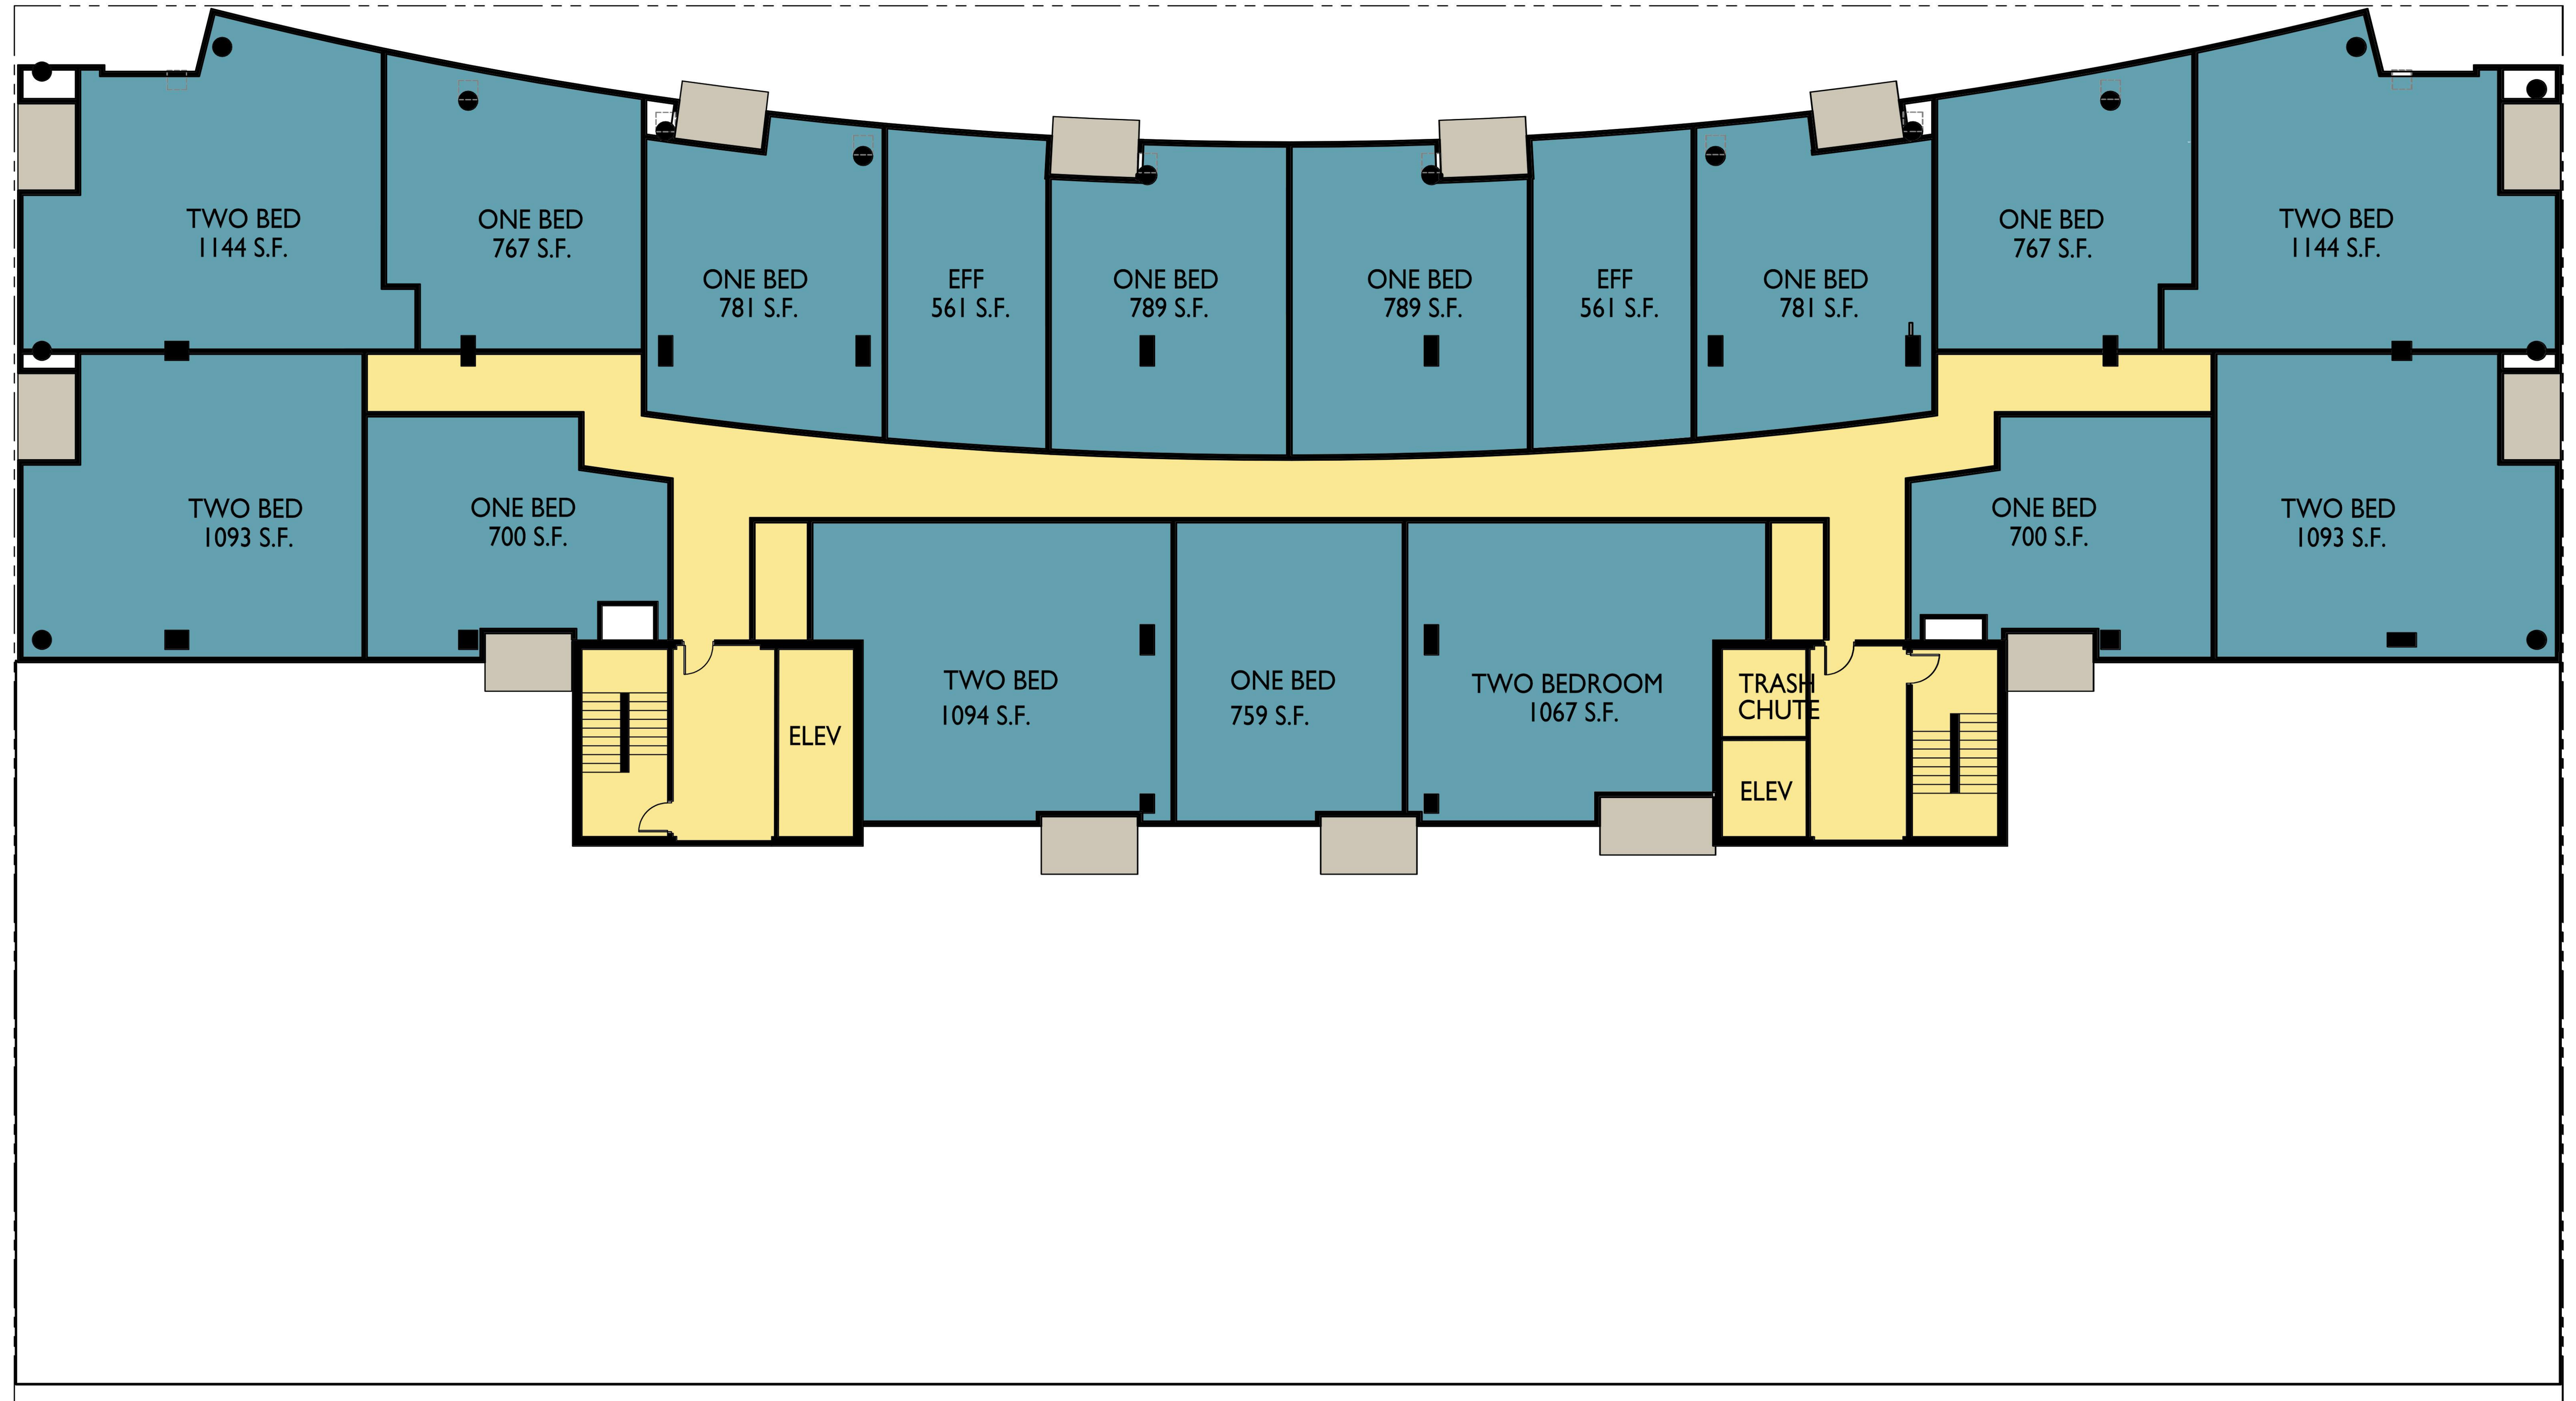 TWO BED
1144 S.F.
ONE BED
767 S.F.
ONE BED
781 S.F.
EFF
561 S.F.
ONE BED
789 S.F.
ONE BED
789 S.F.
EFF
561 S.F.
ONE BED
781 S.F.
ONE BED
767 S.F.
TWO BED
1144 S.F.
TWO BED
1093 S.F.
ONE BED
700 S.F.
ONE BED
700 S.F.
TWO BED
1093 S.F.
ELEV
TWO BED
1094 S.F.
ONE BED
759 S.F.
TWO BEDROOM
1067 S.F.
TRASH
CHUTE
ELEV